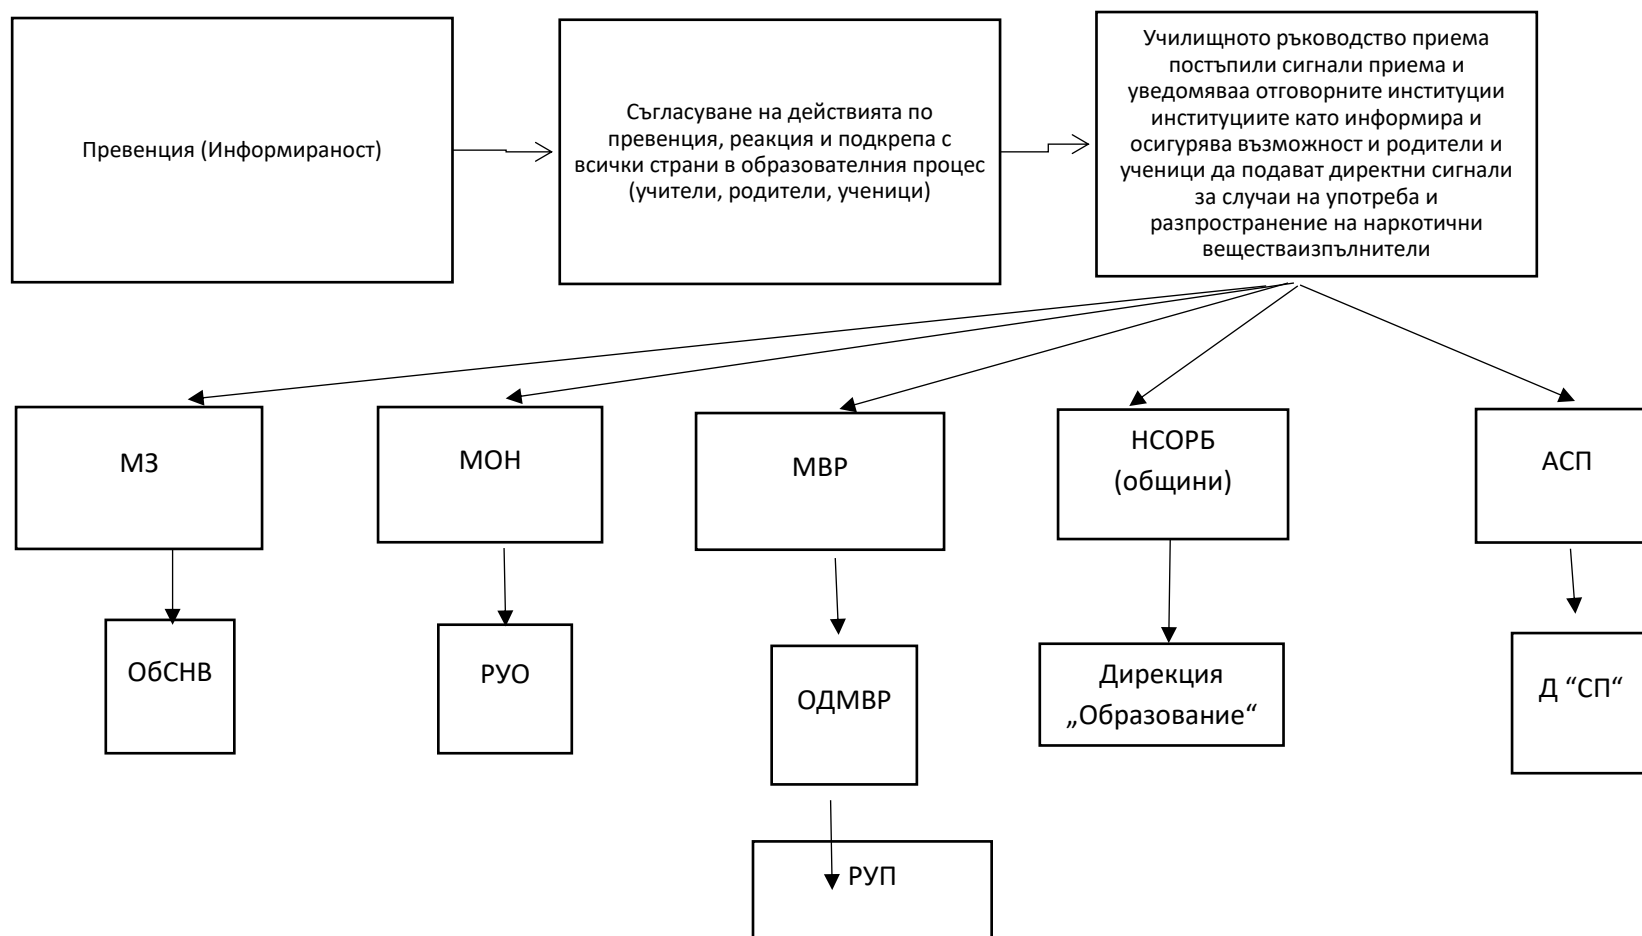 Превенция (Информираност)
Съгласуване на действията по
превенция, реакция и подкрепа с
всички страни в образователния процес
(учители, родители, ученици)
Училищното ръководство приема
постъпили сигнали приема и
уведомяваа отговорните институции
институциите като информира и
осигурява възможност и родители и
ученици да подават директни сигнали
за случаи на употреба и
разпространение на наркотични
веществаизпълнители
МЗ
МОН
МВР
НСОРБ
(общини)
АСП
ОбСНВ
РУО
ОДМВР
Дирекция
„Образование“
Д “СП“
РУП